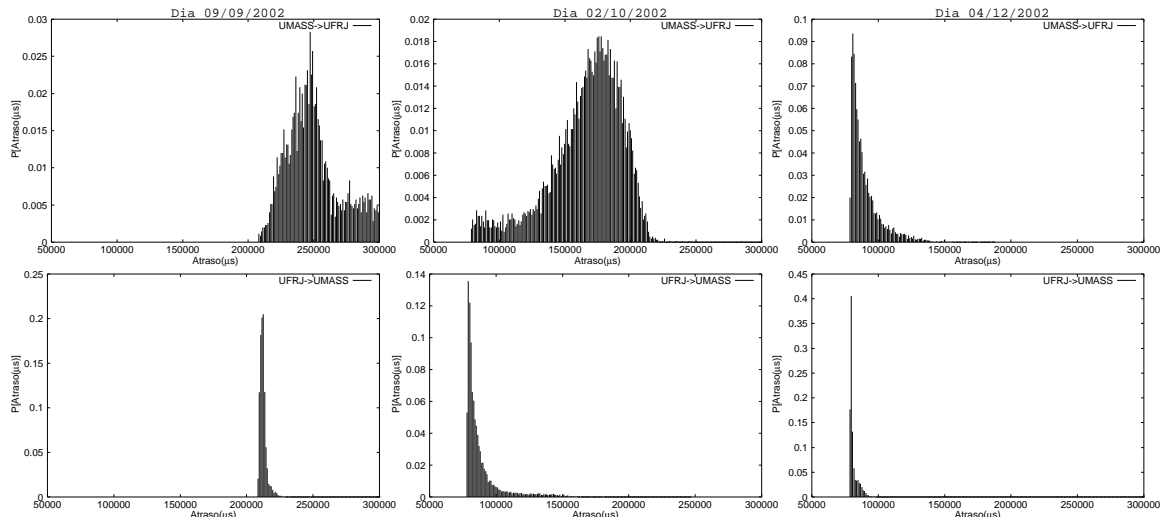 Dia 09/09/2002
UMASS->UFRJ
P[Atraso(μs)]
0.03
0.025
0.02
0.015
0.01
0.005
0
50000 100000 150000 200000 250000 300000
Atraso(μs)
Dia 02/10/2002
UMASS->UFRJ
P[Atraso(μs)]
0.02
0.018
0.016
0.014
0.012
0.01
0.008
0.006
0.004
0.002
0
50000 100000 150000 200000 250000 300000
Atraso(μs)
Dia 04/12/2002
UMASS->UFRJ
P[Atraso(μs)]
0.1
0.09
0.08
0.07
0.06
0.05
0.04
0.03
0.02
0.01
0
50000 100000 150000 200000 250000 300000
Atraso(μs)
UFRJ->UMASS
P[Atraso(μs)]
0.25
0.2
0.15
0.1
0.05
0
50000 100000 150000 200000 250000 300000
Atraso(μs)
UFRJ->UMASS
P[Atraso(μs)]
0.14
0.12
0.1
0.08
0.06
0.04
0.02
0
50000 100000 150000 200000 250000 300000
Atraso(μs)
UFRJ->UMASS
P[Atraso(μs)]
0.45
0.4
0.35
0.3
0.25
0.2
0.15
0.1
0.05
0
50000 100000 150000 200000 250000 300000
Atraso(μs)